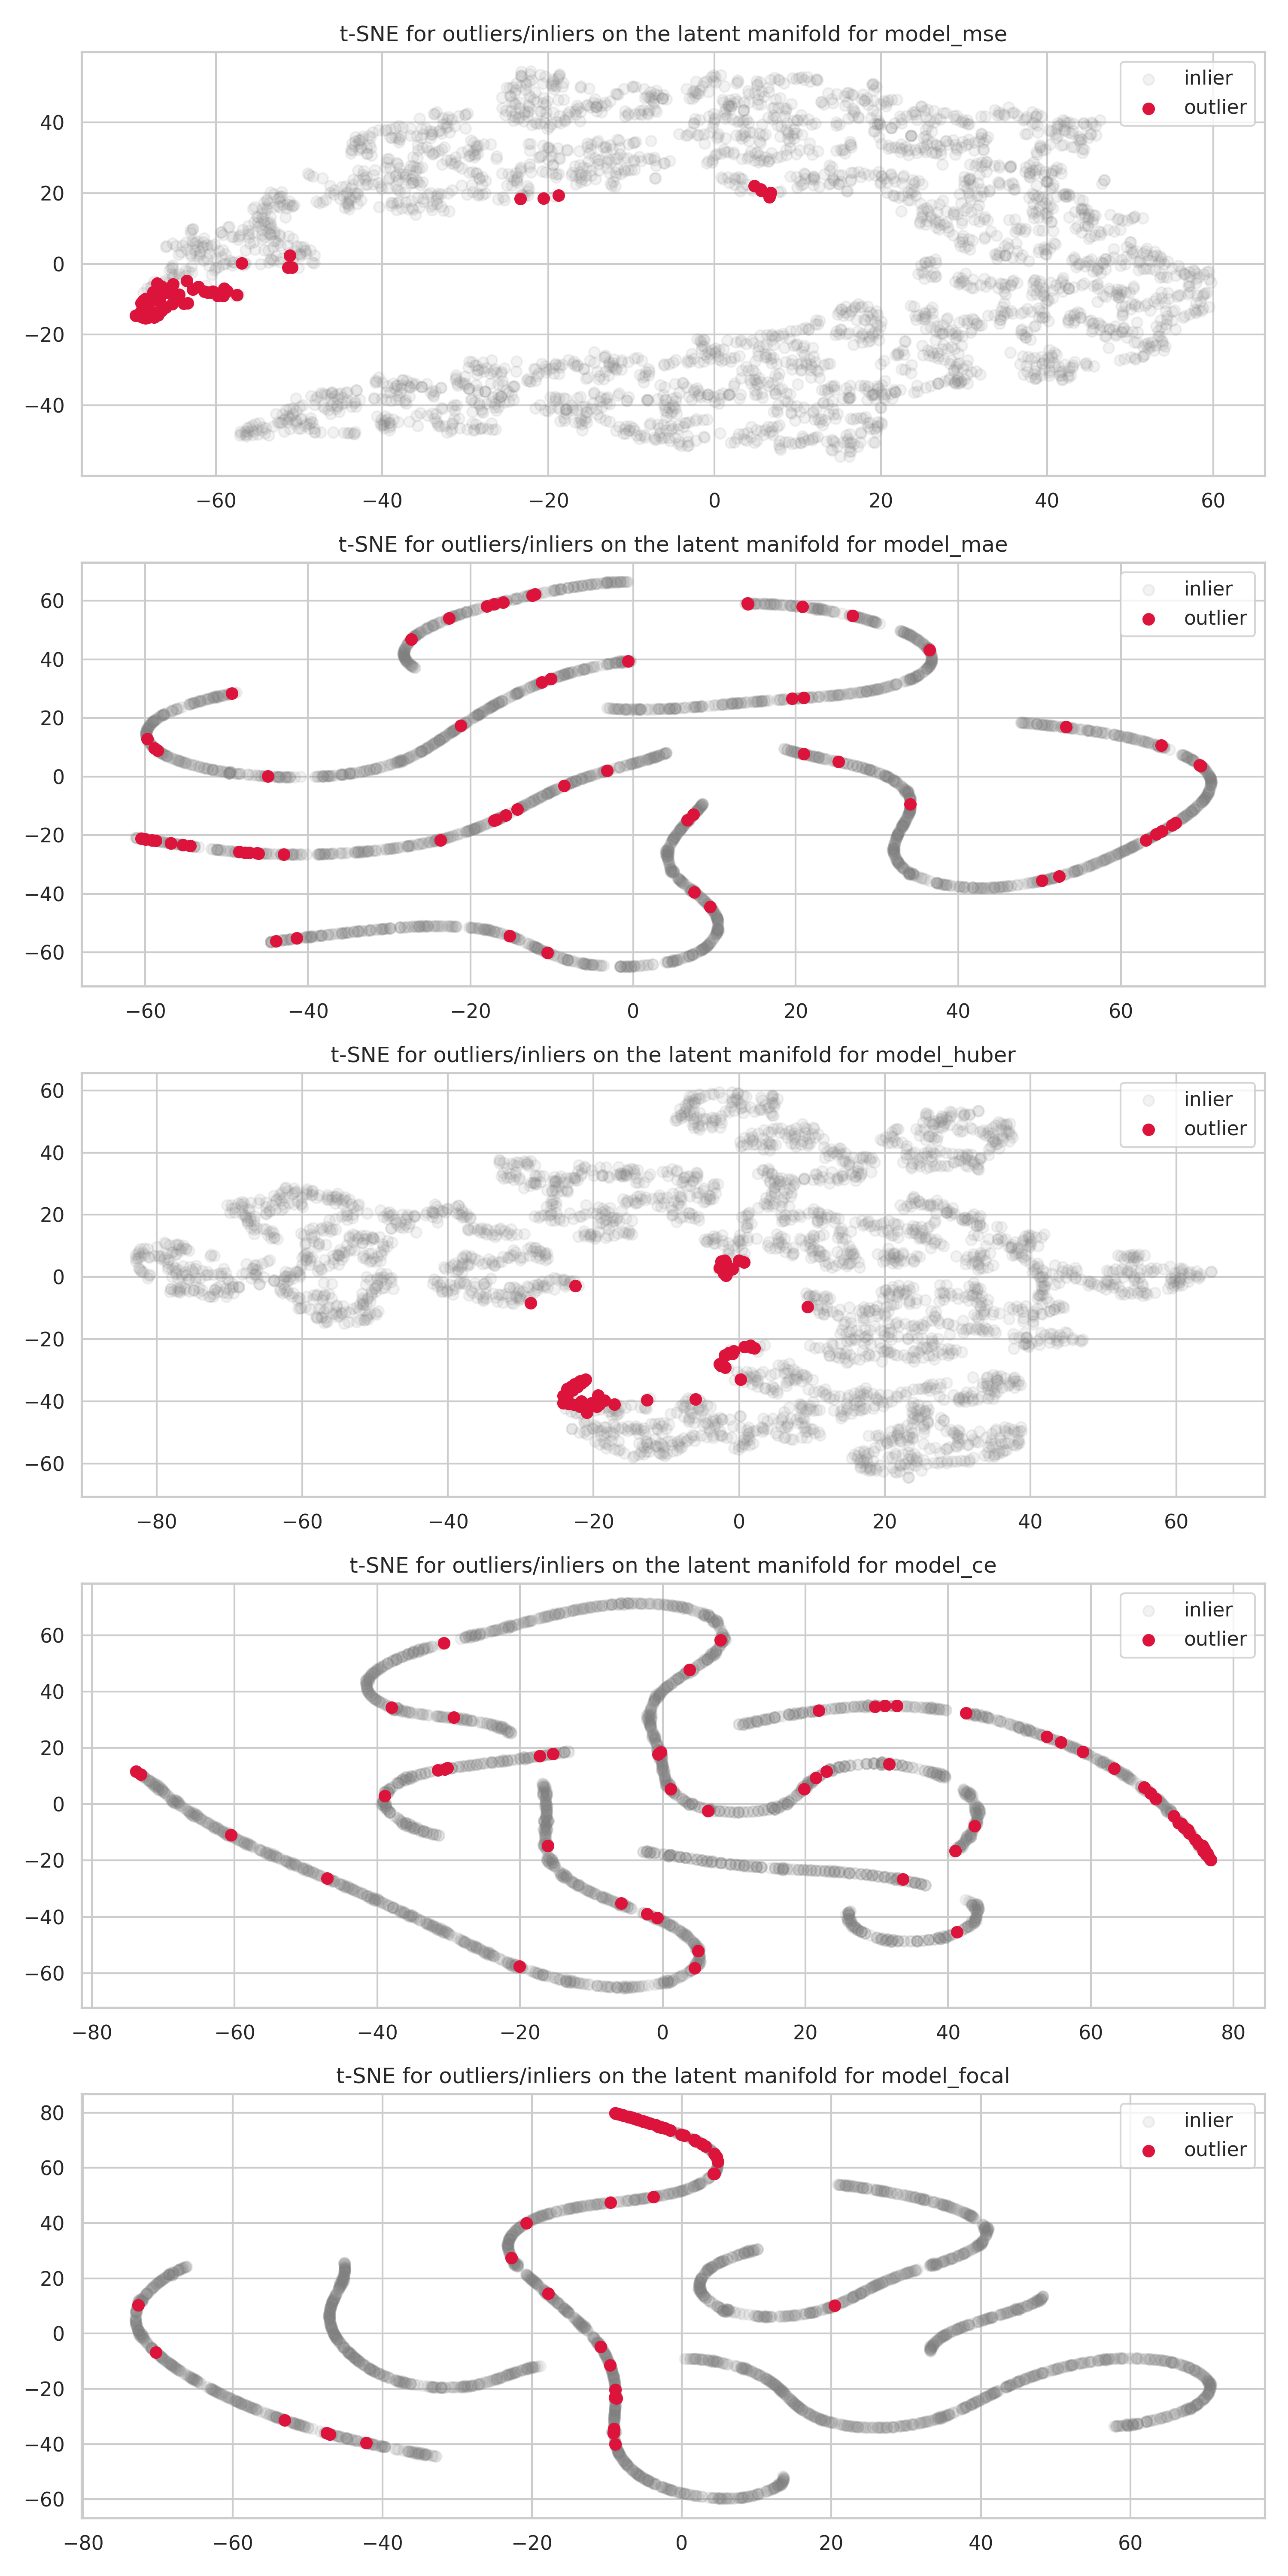 t-SNE for outliers/inliers on the latent manifold for model_mse
inlier
outlier
40
20
0
−20
−40
−60 −40 −20 0 20 40 60
t-SNE for outliers/inliers on the latent manifold for model_mae
inlier
outlier
60
40
20
0
−20
−40
−60
−60 −40 −20 0 20 40 60
t-SNE for outliers/inliers on the latent manifold for model_huber
inlier
outlier
60
40
20
0
−20
−40
−60
−80 −60 −40 −20 0 20 40 60
t-SNE for outliers/inliers on the latent manifold for model_ce
inlier
outlier
60
40
20
0
−20
−40
−60
−80 −60 −40 −20 0 20 40 60 80
t-SNE for outliers/inliers on the latent manifold for model_focal
inlier
outlier
80
60
40
20
0
−20
−40
−60
−80 −60 −40 −20 0 20 40 60